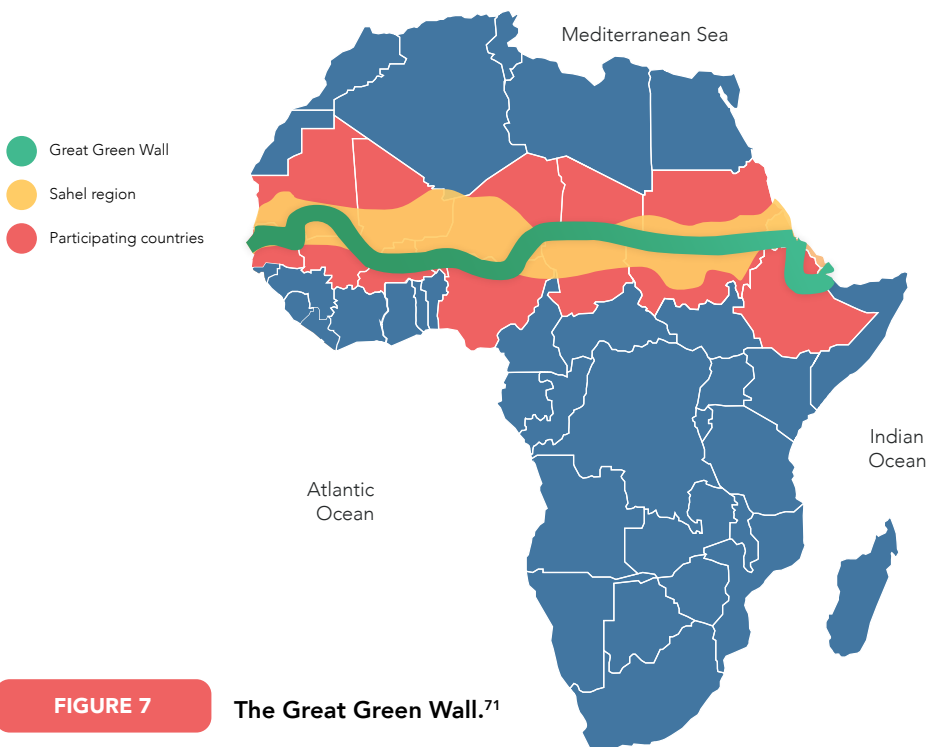 Mediterranean Sea
Great Green Wall
Sahel region
Participating countries
Indian
Ocean
Atlantic
Ocean
FIGURE 7
The Great Green Wall.71